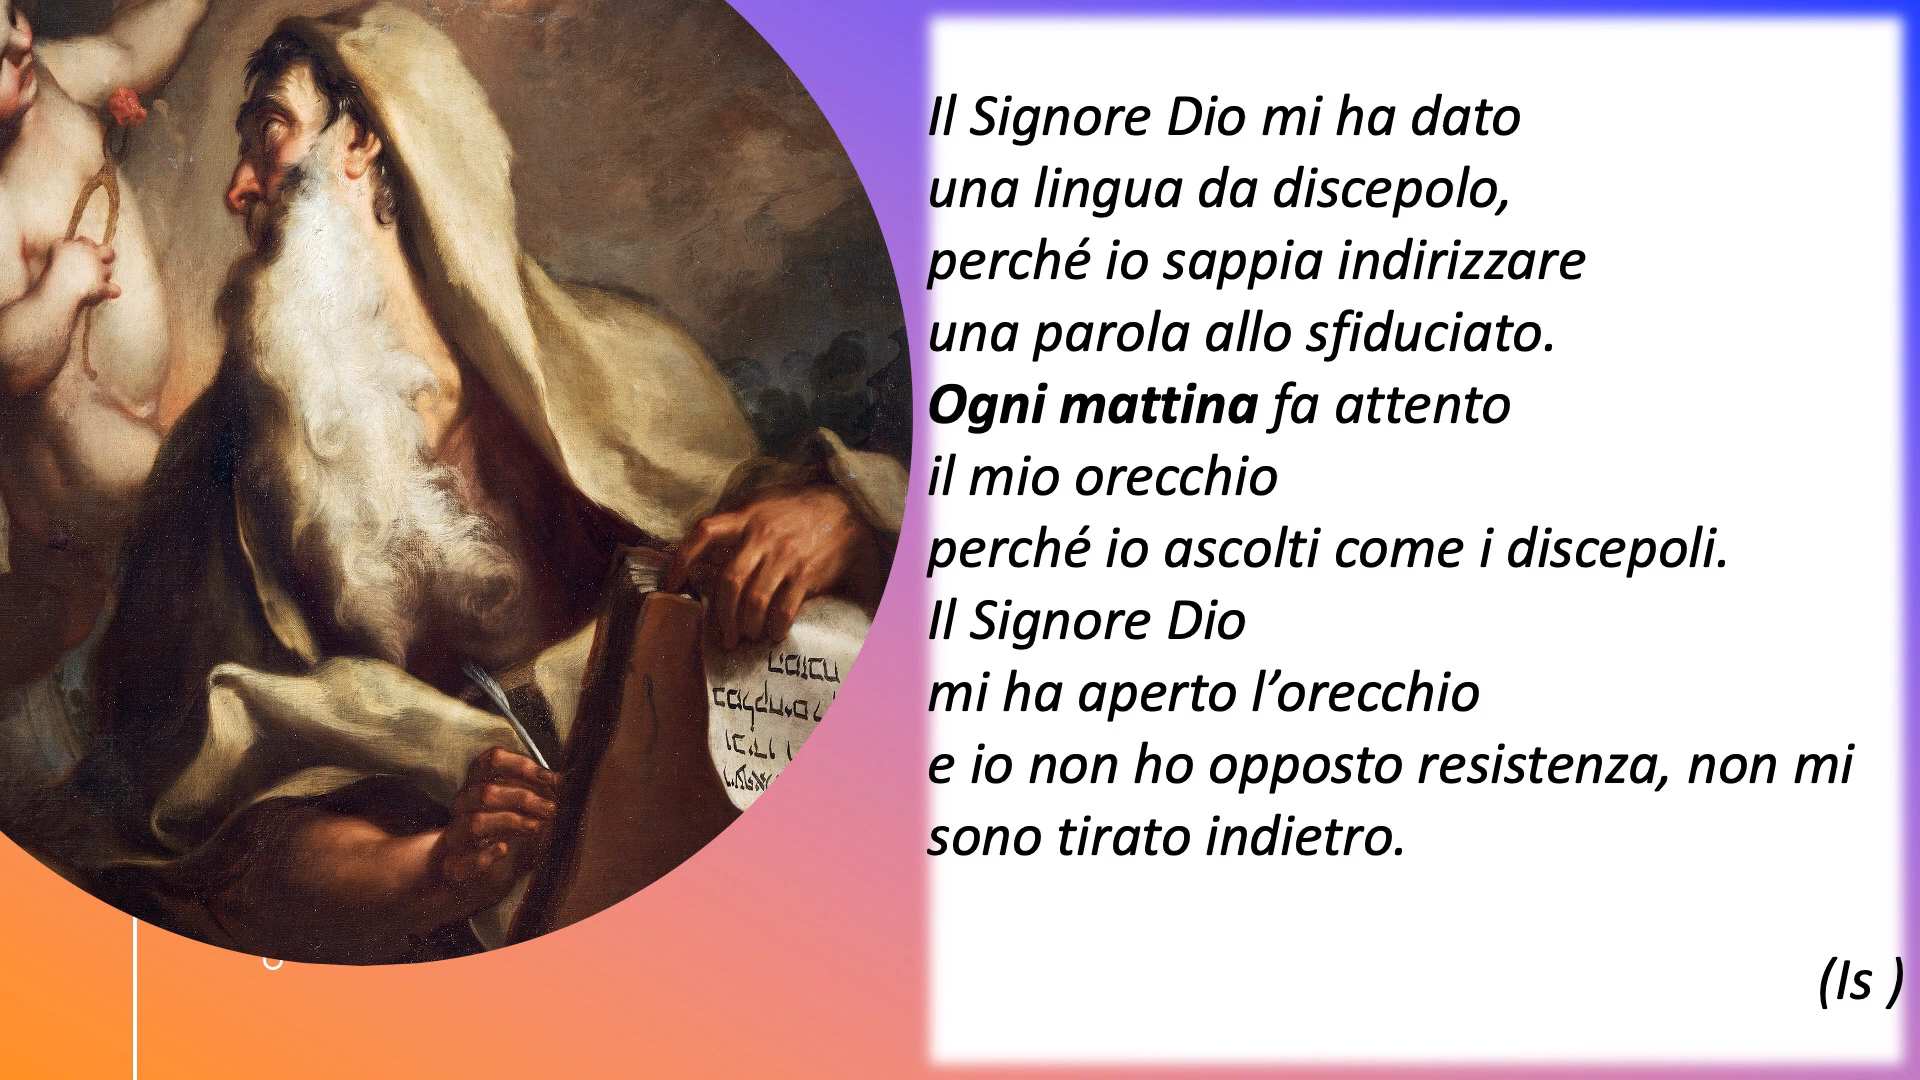 Il Signore Dio mi ha dato
una lingua da discepolo,
perché io sappia indirizzare
una parola allo sfiduciato.
Ogni mattina fa attento
il mio orecchio
perché io ascolti come i discepoli.
Il Signore Dio
mi ha aperto l’orecchio
e io non ho opposto resistenza, non mi
sono tirato indietro.
(Is )